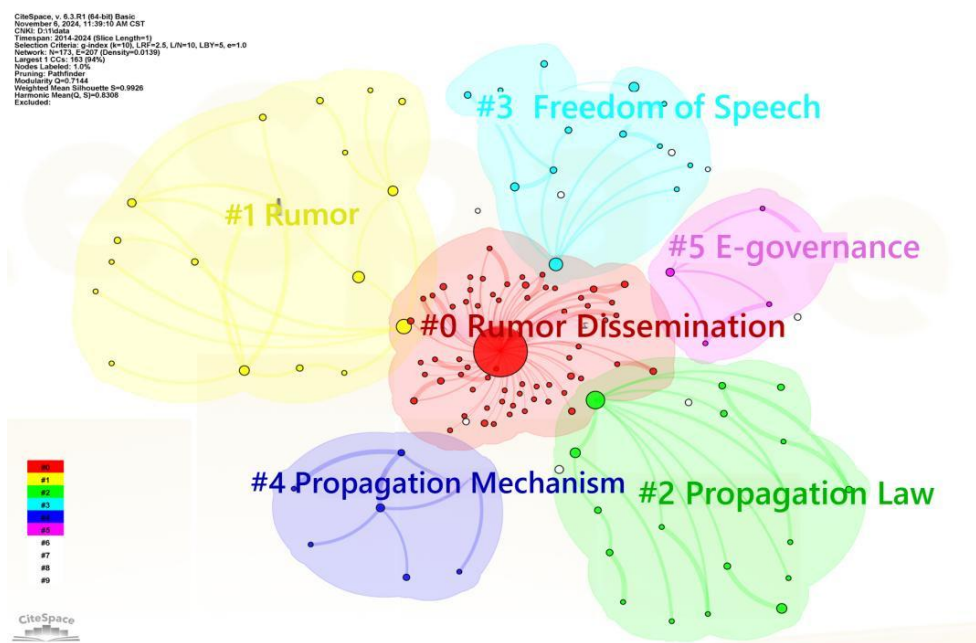 CiteSpace, v. 6.3.R1 (64-bit) Basic
November 6, 2024, 11:39:10 AM CST
CNKI: D:\1\data
Timespan: 2014-2024 (Slice Length=1)
Selection Criteria: g-index (k=10), LRF=2.5, L/N=10, LBY=5, e=1.0
Network: N=173, E=207 (Density=0.0139)
Largest 1 CCs: 163 (94%)
Nodes Labeled: 1.0%
Pruning: Pathfinder
Modularity Q=0.7144
Weighted Mean Silhouette S=0.9926
Harmonic Mean(Q, S)=0.8308
Excluded:
#3 Freedom of Speech
#1 Rumor
#5 E-governance
#0 Rumor Dissemination
#4 Propagation Mechanism
#2 Propagation Law
#0
#1
#2
#3
#4
#5
#6
#7
#8
#9
CiteSpace